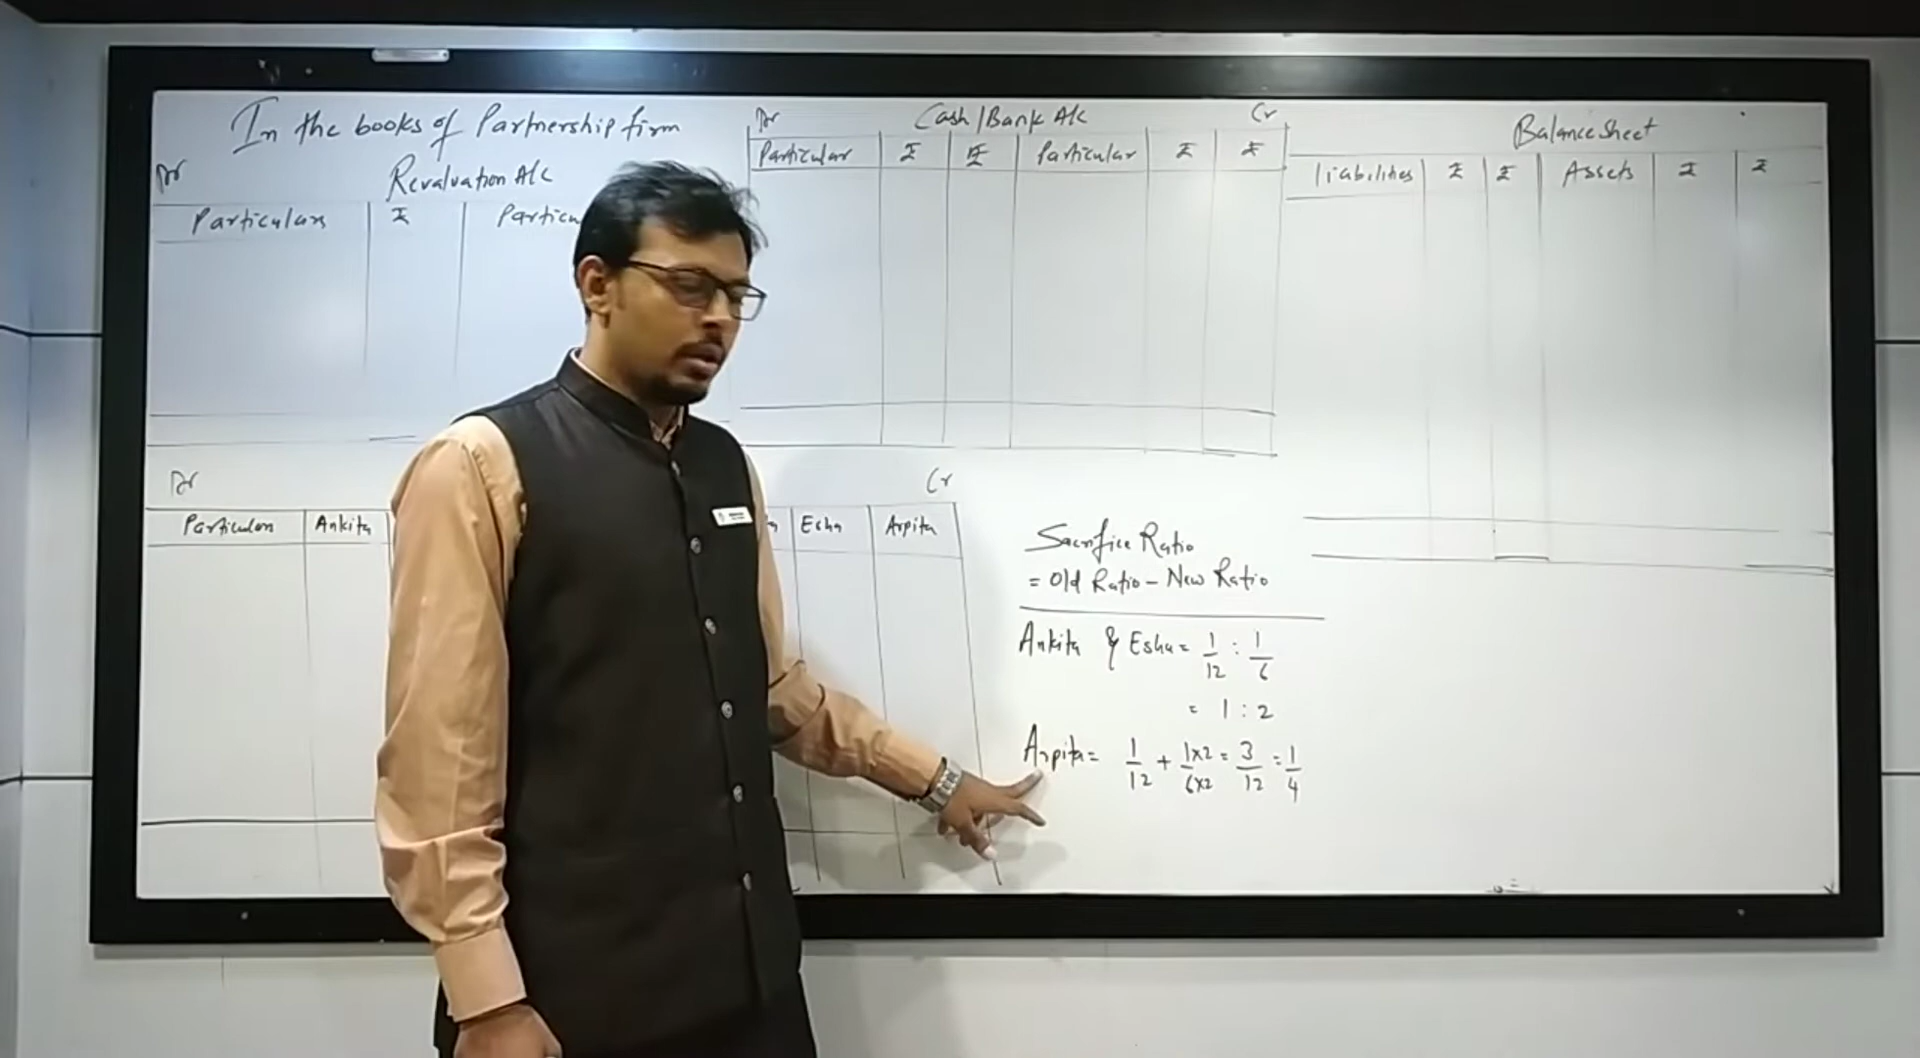 In the books of Partnership firm
Dr
Revaluation A/c
Particulars ₹ Particu
Dr Cash/Bank A/c Cr
Particular ₹ ₹ Particular ₹ ₹
Balance Sheet
Liabilities ₹ ₹ Assets ₹ ₹
Dr Cr
Particulars Ankita Esha Arpita
Sacrifice Ratio
= Old Ratio - New Ratio
Ankita & Esha = 1/12 : 1/6
= 1 : 2
Arpita = 1/12 + 1x2/6x2 = 3/12 = 1/4